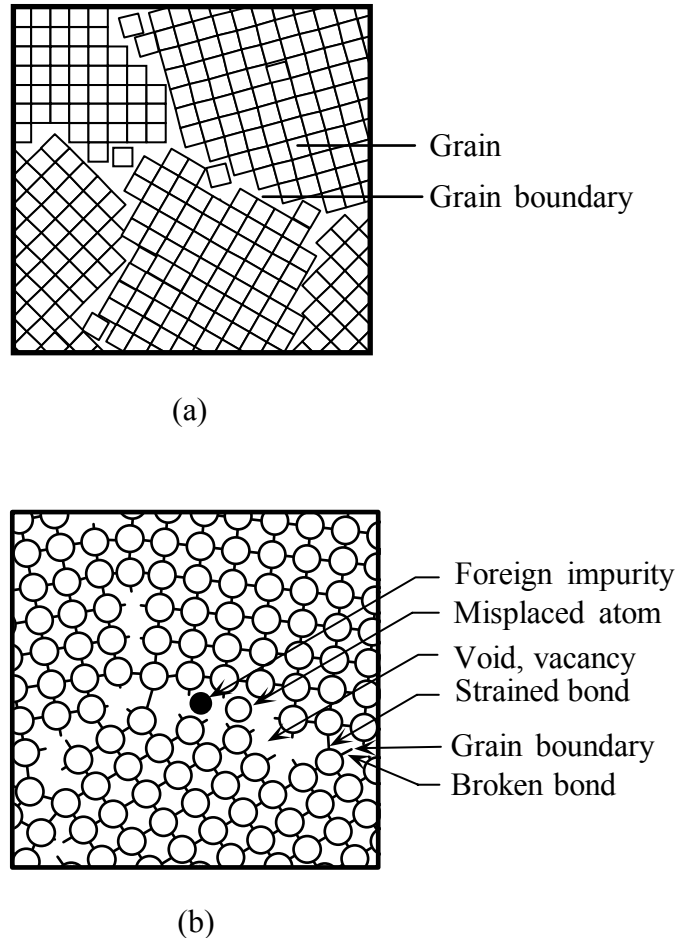 Grain
Grain boundary
(a)
Foreign impurity
Misplaced atom
Void, vacancy
Strained bond
Grain boundary
Broken bond
(b)